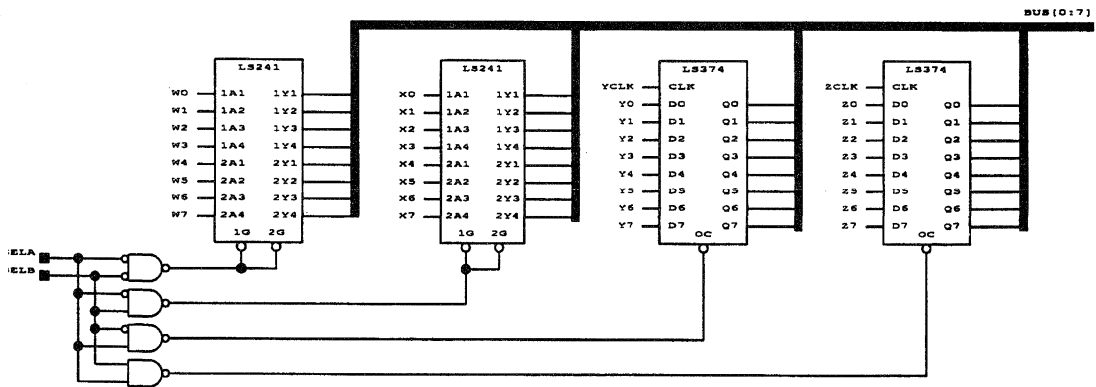 BUS[0:7]
LS241
W0 1A1 1Y1
W1 1A2 1Y2
W2 1A3 1Y3
W3 1A4 1Y4
W4 2A1 2Y1
W5 2A2 2Y2
W6 2A3 2Y3
W7 2A4 2Y4
1G 2G
LS241
X0 1A1 1Y1
X1 1A2 1Y2
X2 1A3 1Y3
X3 1A4 1Y4
X4 2A1 2Y1
X5 2A2 2Y2
X6 2A3 2Y3
X7 2A4 2Y4
1G 2G
LS374
YCLK CLK
Y0 D0 Q0
Y1 D1 Q1
Y2 D2 Q2
Y3 D3 Q3
Y4 D4 Q4
Y5 D5 Q5
Y6 D6 Q6
Y7 D7 Q7
OC
LS374
ZCLK CLK
Z0 D0 Q0
Z1 D1 Q1
Z2 D2 Q2
Z3 D3 Q3
Z4 D4 Q4
Z5 D5 Q5
Z6 D6 Q6
Z7 D7 Q7
OC
ELA
ELB